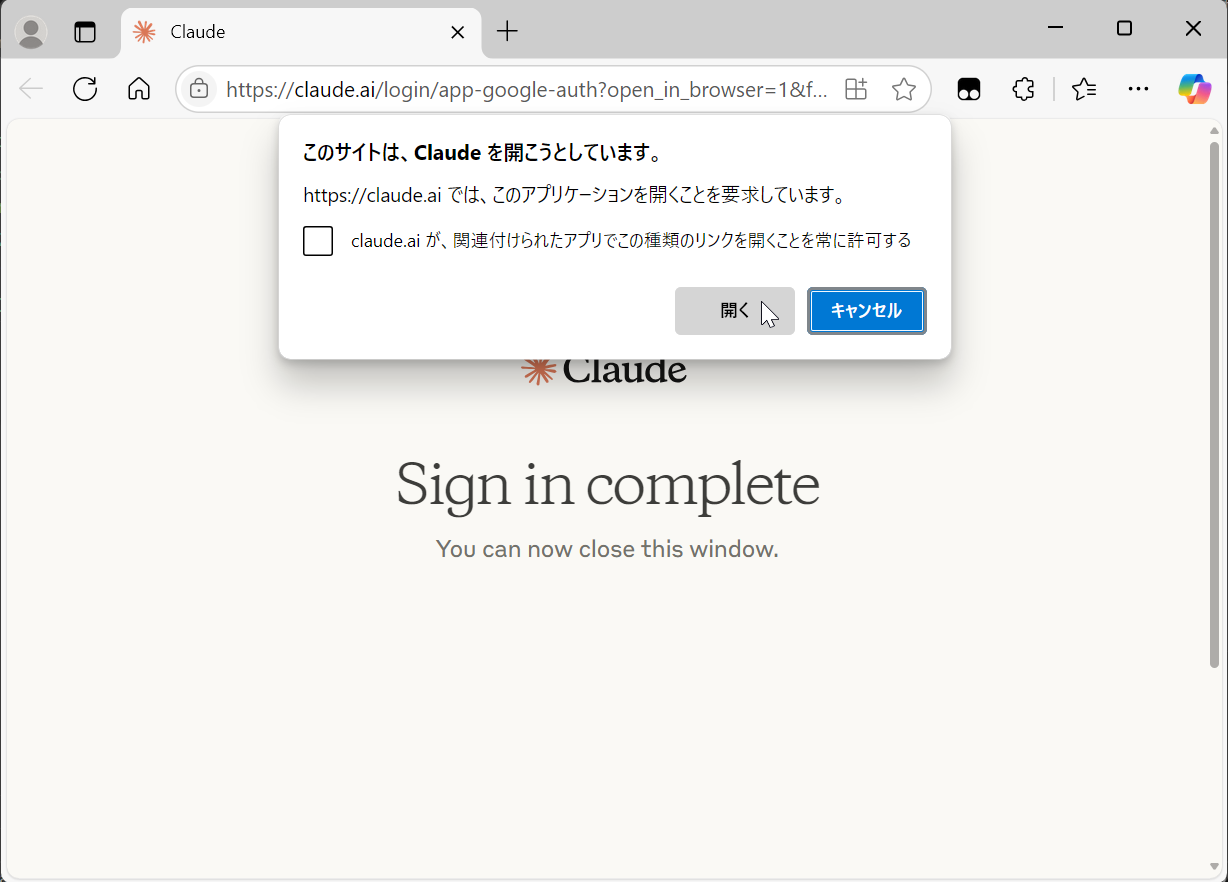 Claude
https://claude.ai/login/app-google-auth?open_in_browser=1&f...
このサイトは、Claude を開こうとしています。
https://claude.ai では、このアプリケーションを開くことを要求しています。
claude.ai が、関連付けられたアプリでこの種類のリンクを開くことを常に許可する
開く キャンセル
Claude
Sign in complete
You can now close this window.